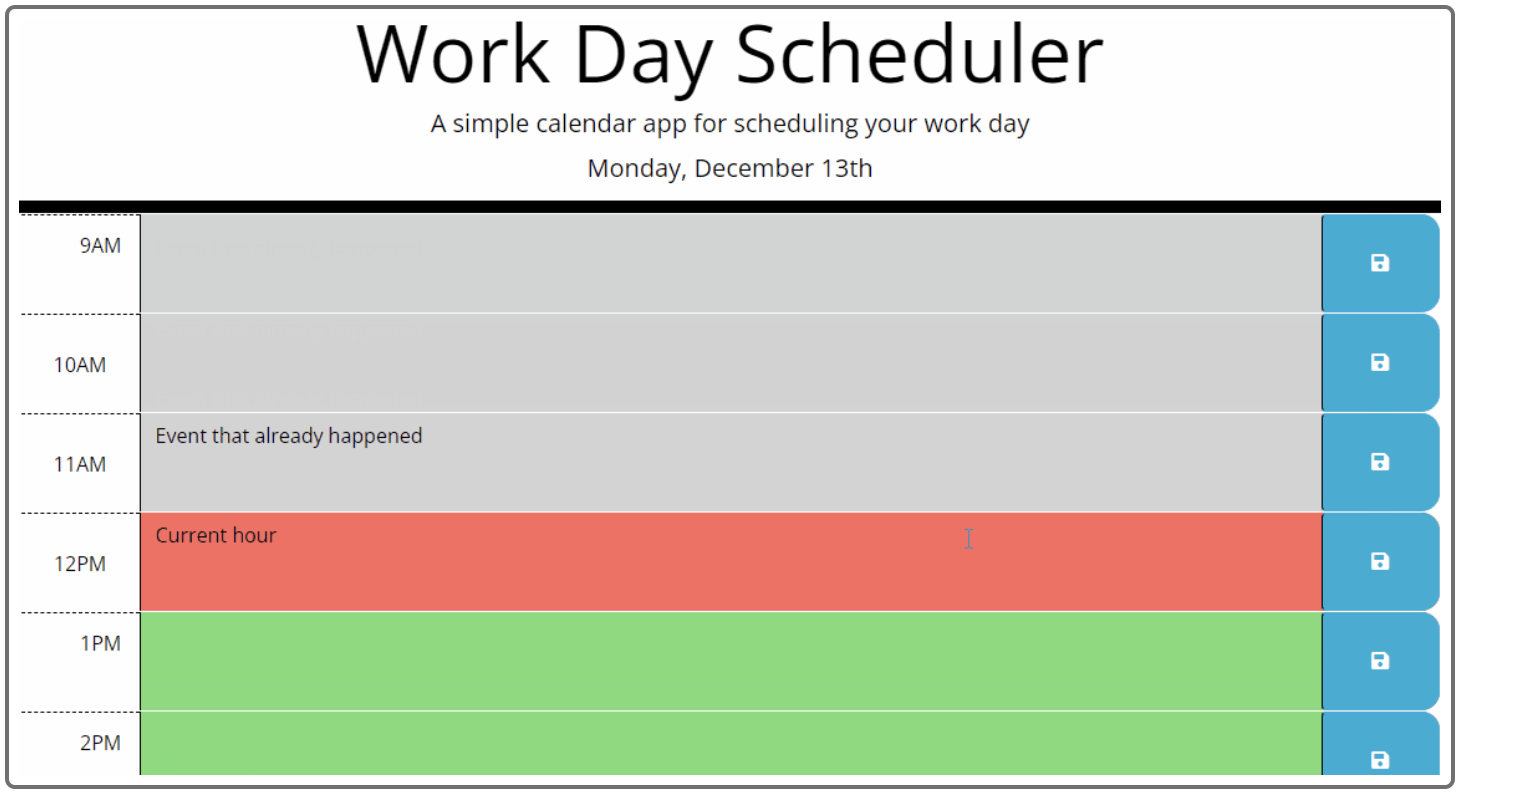 Work Day Scheduler
A simple calendar app for scheduling your work day
Monday, December 13th
9AM
10AM
11AM
Event that already happened
12PM
Current hour
1PM
2PM